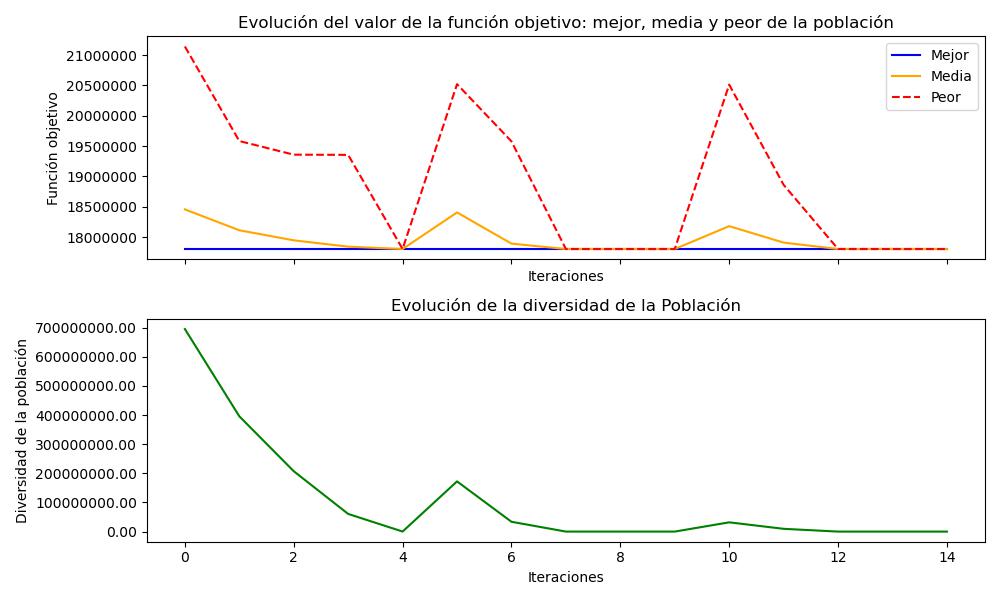 Evolución del valor de la función objetivo: mejor, media y peor de la población
Función objetivo
21000000
20500000
20000000
19500000
19000000
18500000
18000000
Mejor
Media
Peor
Iteraciones
Evolución de la diversidad de la Población
Diversidad de la población
700000000.00
600000000.00
500000000.00
400000000.00
300000000.00
200000000.00
100000000.00
0.00
0 2 4 6 8 10 12 14
Iteraciones